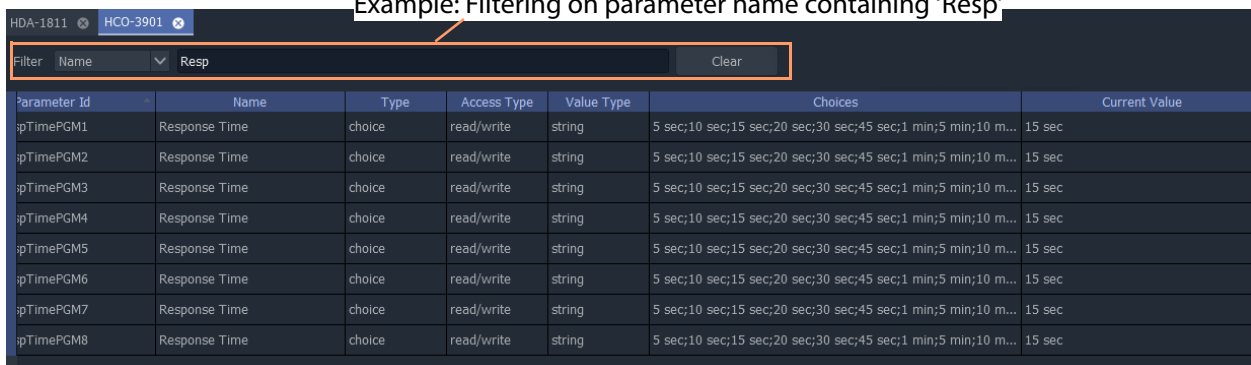 Example: Filtering on parameter name containing ‘Resp’
HDA-1811 HCO-3901
Filter Name Resp Clear
Parameter Id Name Type Access Type Value Type Choices Current Value
spTimePGM1 Response Time choice read/write string 5 sec;10 sec;15 sec;20 sec;30 sec;45 sec;1 min;5 min;10 m... 15 sec
spTimePGM2 Response Time choice read/write string 5 sec;10 sec;15 sec;20 sec;30 sec;45 sec;1 min;5 min;10 m... 15 sec
spTimePGM3 Response Time choice read/write string 5 sec;10 sec;15 sec;20 sec;30 sec;45 sec;1 min;5 min;10 m... 15 sec
spTimePGM4 Response Time choice read/write string 5 sec;10 sec;15 sec;20 sec;30 sec;45 sec;1 min;5 min;10 m... 15 sec
spTimePGM5 Response Time choice read/write string 5 sec;10 sec;15 sec;20 sec;30 sec;45 sec;1 min;5 min;10 m... 15 sec
spTimePGM6 Response Time choice read/write string 5 sec;10 sec;15 sec;20 sec;30 sec;45 sec;1 min;5 min;10 m... 15 sec
spTimePGM7 Response Time choice read/write string 5 sec;10 sec;15 sec;20 sec;30 sec;45 sec;1 min;5 min;10 m... 15 sec
spTimePGM8 Response Time choice read/write string 5 sec;10 sec;15 sec;20 sec;30 sec;45 sec;1 min;5 min;10 m... 15 sec